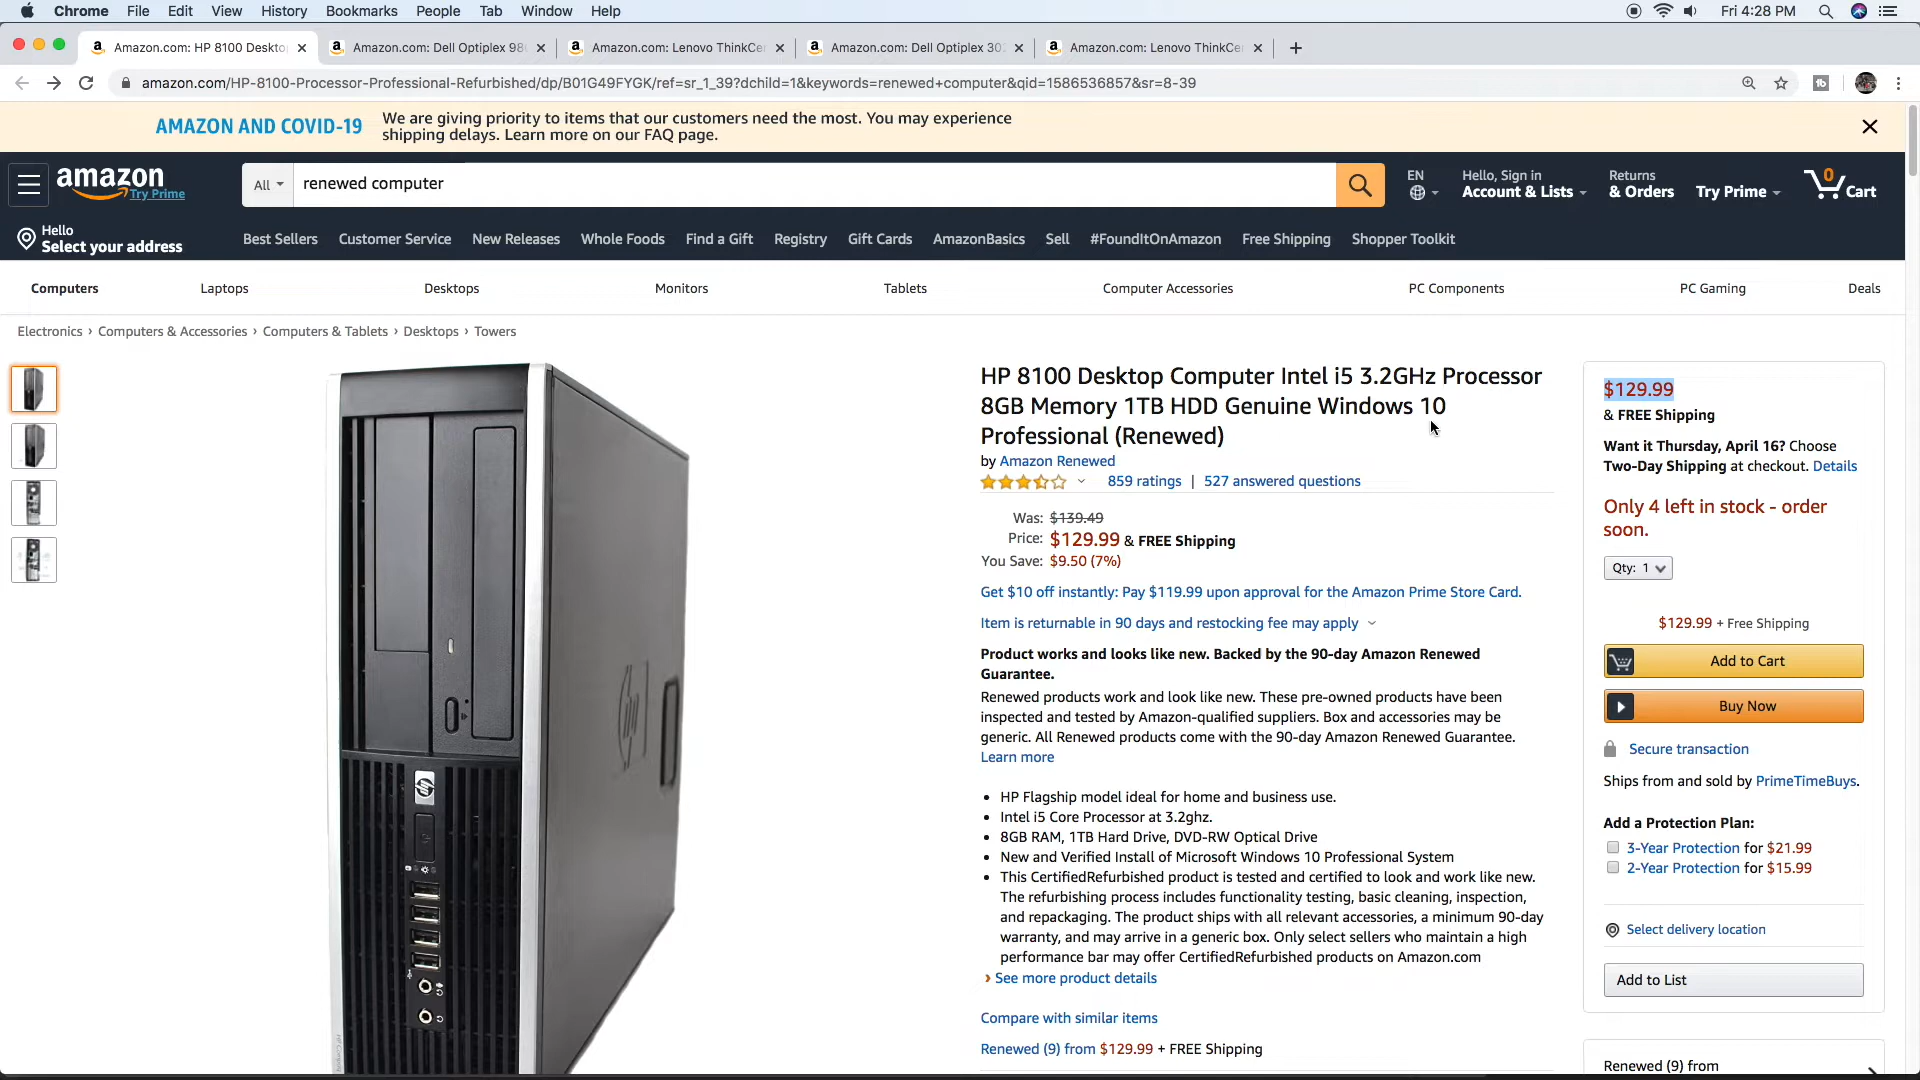 Chrome File Edit View History Bookmarks People Tab Window Help
Fri 4:28 PM
Amazon.com: HP 8100 Deskto
Amazon.com: Dell Optiplex 98
Amazon.com: Lenovo ThinkCe
Amazon.com: Dell Optiplex 30
Amazon.com: Lenovo ThinkCe
amazon.com/HP-8100-Processor-Professional-Refurbished/dp/B01G49FYGK/ref=sr_1_39?dchild=1&keywords=renewed+computer&qid=1586536857&sr=8-39
AMAZON AND COVID-19
We are giving priority to items that our customers need the most. You may experience
shipping delays. Learn more on our FAQ page.
amazon
Try Prime
All
renewed computer
EN
Hello, Sign in
Account & Lists
Returns
& Orders
Try Prime
0
Cart
Hello
Select your address
Best Sellers Customer Service New Releases Whole Foods Find a Gift Registry Gift Cards AmazonBasics Sell #FoundItOnAmazon Free Shipping Shopper Toolkit
Computers Laptops Desktops Monitors Tablets Computer Accessories PC Components PC Gaming Deals
Electronics › Computers & Accessories › Computers & Tablets › Desktops › Towers
HP 8100 Desktop Computer Intel i5 3.2GHz Processor
8GB Memory 1TB HDD Genuine Windows 10
Professional (Renewed)
by Amazon Renewed
859 ratings | 527 answered questions
Was: $139.49
Price: $129.99 & FREE Shipping
You Save: $9.50 (7%)
Get $10 off instantly: Pay $119.99 upon approval for the Amazon Prime Store Card.
Item is returnable in 90 days and restocking fee may apply
Product works and looks like new. Backed by the 90-day Amazon Renewed
Guarantee.
Renewed products work and look like new. These pre-owned products have been
inspected and tested by Amazon-qualified suppliers. Box and accessories may be
generic. All Renewed products come with the 90-day Amazon Renewed Guarantee.
Learn more
• HP Flagship model ideal for home and business use.
• Intel i5 Core Processor at 3.2ghz.
• 8GB RAM, 1TB Hard Drive, DVD-RW Optical Drive
• New and Verified Install of Microsoft Windows 10 Professional System
• This CertifiedRefurbished product is tested and certified to look and work like new.
The refurbishing process includes functionality testing, basic cleaning, inspection,
and repackaging. The product ships with all relevant accessories, a minimum 90-day
warranty, and may arrive in a generic box. Only select sellers who maintain a high
performance bar may offer CertifiedRefurbished products on Amazon.com
› See more product details
Compare with similar items
Renewed (9) from $129.99 + FREE Shipping
$129.99
& FREE Shipping
Want it Thursday, April 16? Choose
Two-Day Shipping at checkout. Details
Only 4 left in stock - order
soon.
Qty: 1
$129.99 + Free Shipping
Add to Cart
Buy Now
Secure transaction
Ships from and sold by PrimeTimeBuys.
Add a Protection Plan:
3-Year Protection for $21.99
2-Year Protection for $15.99
Select delivery location
Add to List
Renewed (9) from
hp